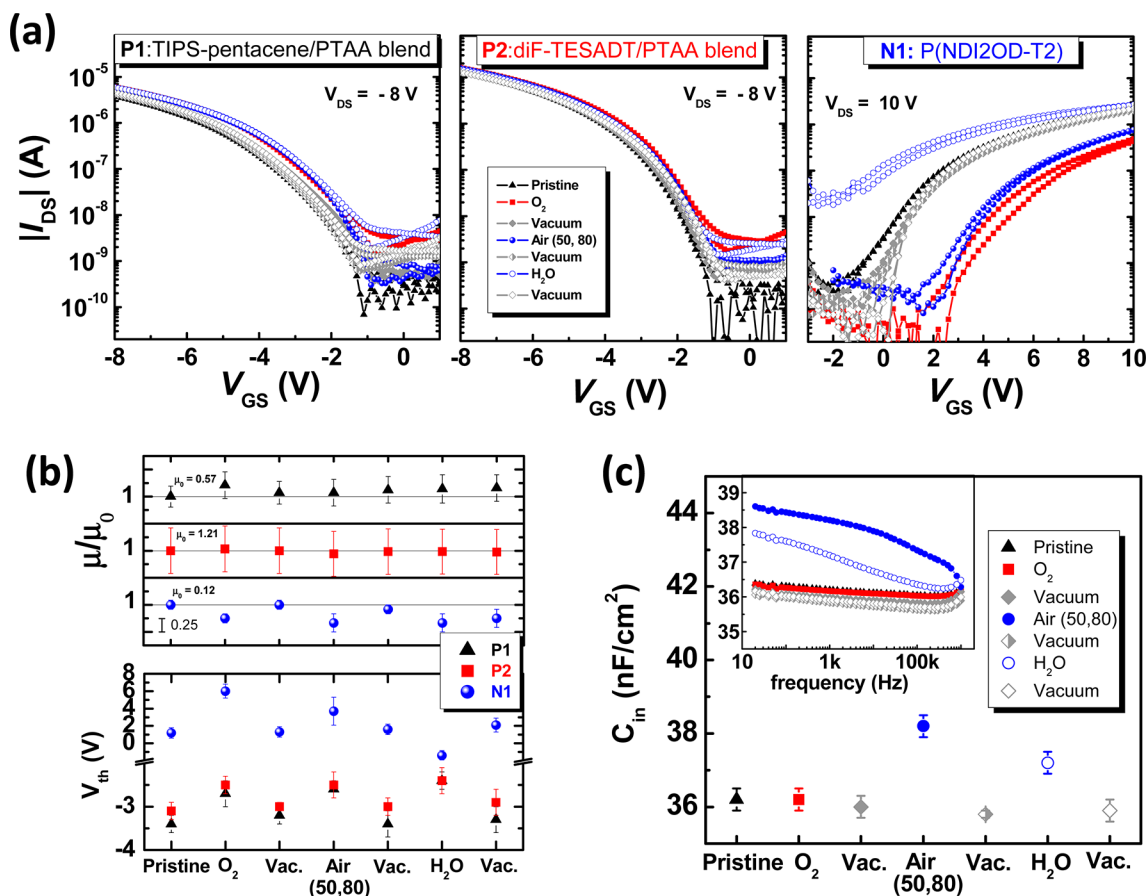 (a)
P1:TIPS-pentacene/PTAA blend
P2:diF-TESADT/PTAA blend
N1: P(NDI2OD-T2)
V_DS = - 8 V
V_DS = - 8 V
V_DS = 10 V
|I_DS| (A)
10^-5
10^-6
10^-7
10^-8
10^-9
10^-10
Pristine
O_2
Vacuum
Air (50, 80)
Vacuum
H_2O
Vacuum
-8 -6 -4 -2 0
-8 -6 -4 -2 0
-2 0 2 4 6 8 10
V_GS (V)
V_GS (V)
V_GS (V)
(b)
μ/μ_0
1
μ_0 = 0.57
1
μ_0 = 1.21
1
μ_0 = 0.12
0.25
P1
P2
N1
V_th (V)
8
6
4
2
0
-3
-4
Pristine O_2 Vac. Air Vac. H_2O Vac.
(50,80)
(c)
C_in (nF/cm^2)
44
42
40
38
36
39
38
37
36
35
10 1k 100k
frequency (Hz)
Pristine
O_2
Vacuum
Air (50,80)
Vacuum
H_2O
Vacuum
Pristine O_2 Vac. Air Vac. H_2O Vac.
(50,80)